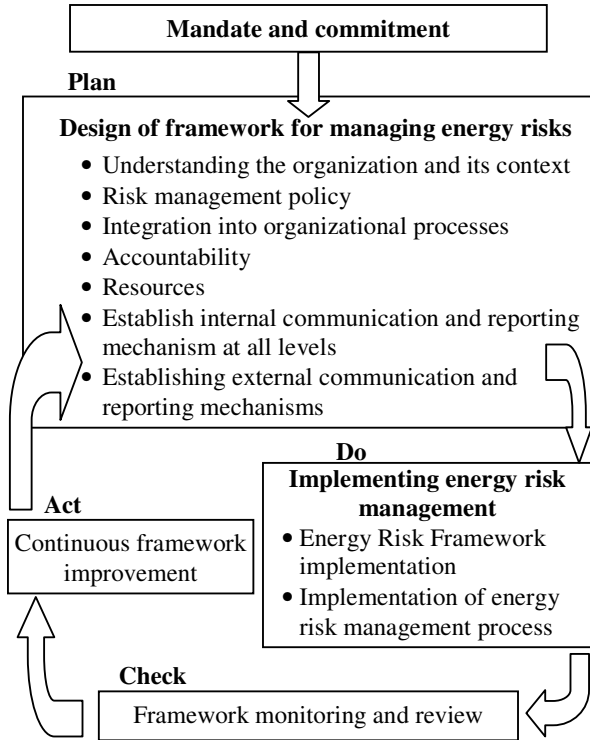 Mandate and commitment
Plan
Design of framework for managing energy risks
• Understanding the organization and its context
• Risk management policy
• Integration into organizational processes
• Accountability
• Resources
• Establish internal communication and reporting
mechanism at all levels
• Establishing external communication and
reporting mechanisms
Do
Implementing energy risk
management
• Energy Risk Framework
implementation
• Implementation of energy
risk management process
Act
Continuous framework
improvement
Check
Framework monitoring and review